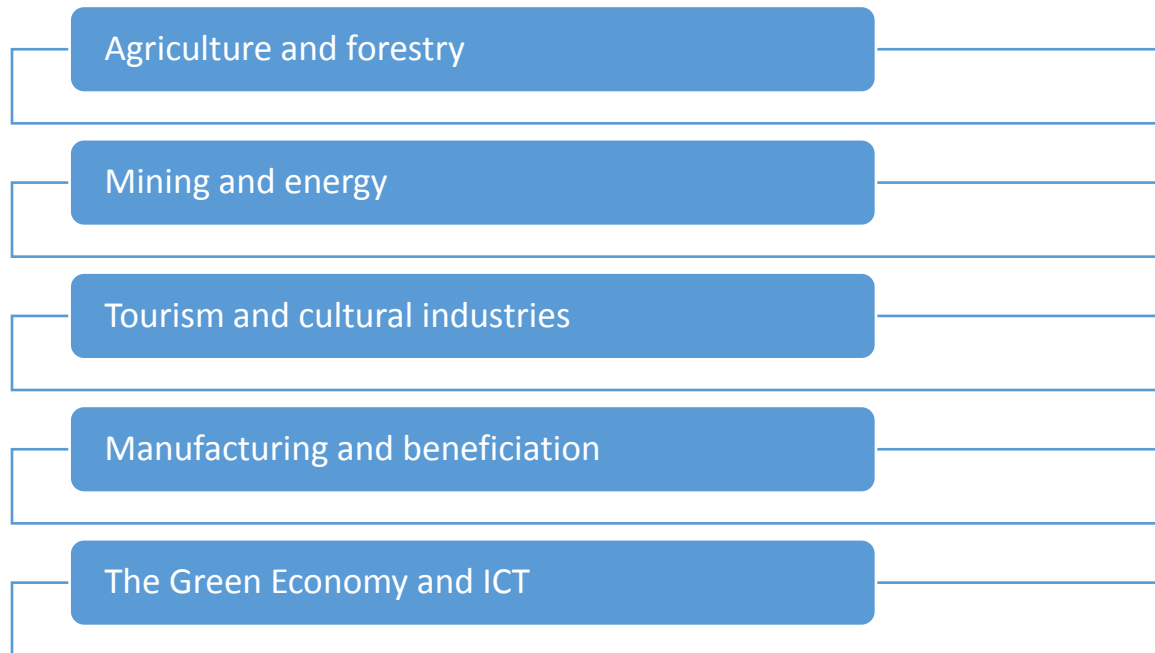 Agriculture and forestry
Mining and energy
Tourism and cultural industries
Manufacturing and beneficiation
The Green Economy and ICT